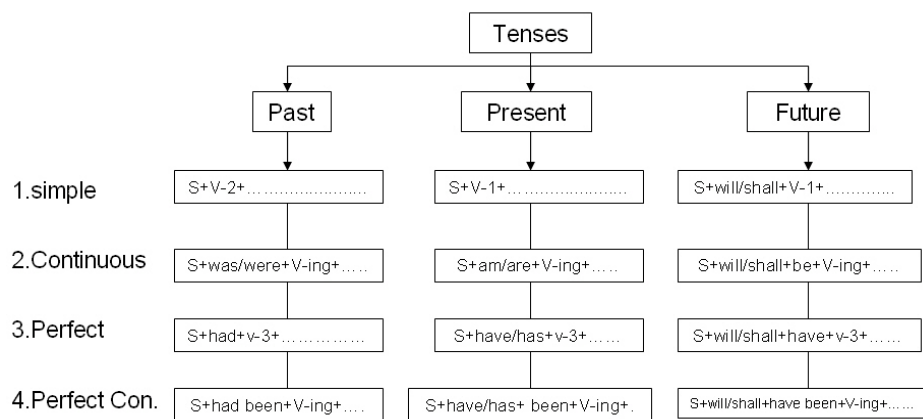 Tenses
Past Present Future
1.simple S+V-2+….................... S+V-1+….................. S+will/shall+V-1+….........
2.Continuous S+was/were+V-ing+….. S+am/are+V-ing+….. S+will/shall+be+V-ing+…..
3.Perfect S+had+v-3+…………… S+have/has+v-3+…... S+will/shall+have+v-3+…...
4.Perfect Con. S+had been+V-ing+…. S+have/has+ been+V-ing+. S+will/shall+have been+V-ing+……